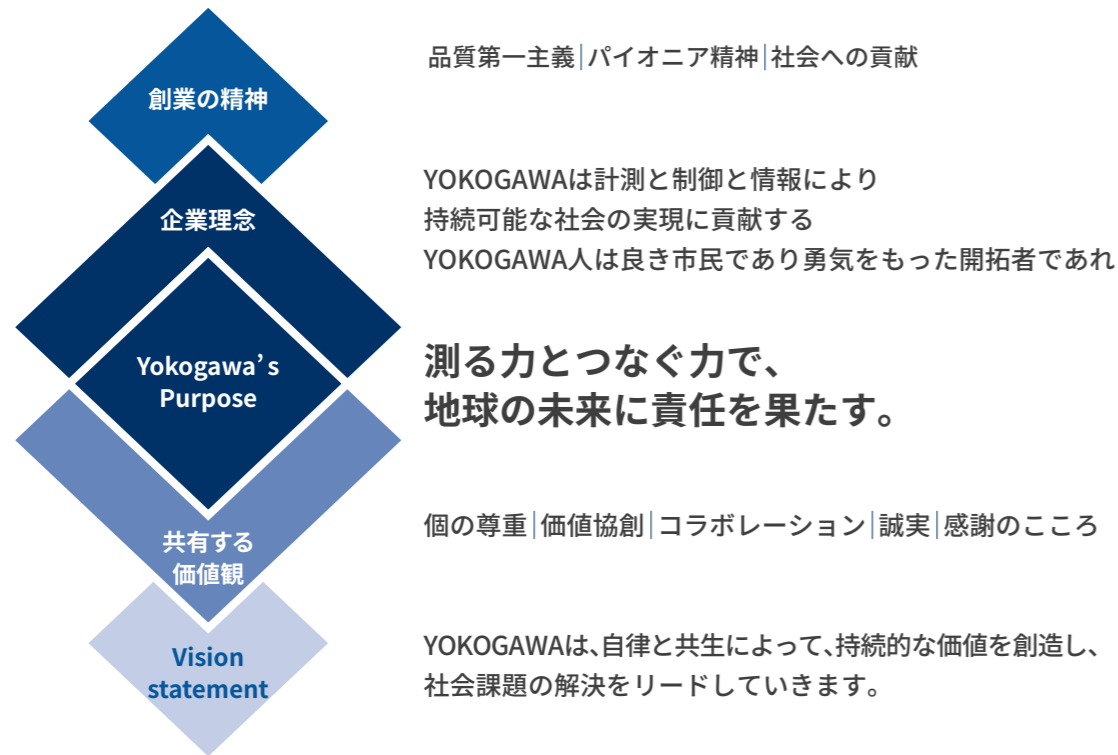 創業の精神
品質第一主義|パイオニア精神|社会への貢献
企業理念
YOKOGAWAは計測と制御と情報により
持続可能な社会の実現に貢献する
YOKOGAWA人は良き市民であり勇気をもった開拓者であれ
Yokogawa’s
Purpose
測る力とつなぐ力で、
地球の未来に責任を果たす。
共有する
価値観
個の尊重|価値協創|コラボレーション|誠実|感謝のこころ
Vision
statement
YOKOGAWAは、自律と共生によって、持続的な価値を創造し、
社会課題の解決をリードしていきます。